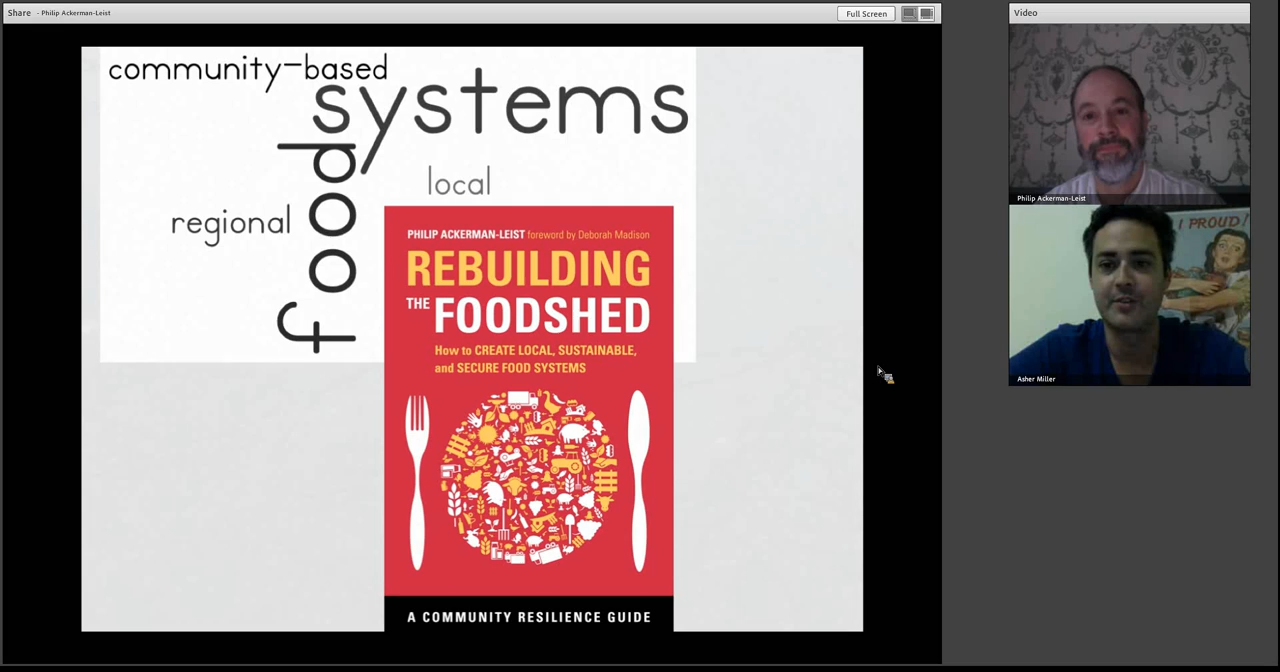 Share - Philip Ackerman-Leist
Full Screen
Video
community-based
systems
food
local
regional
PHILIP ACKERMAN-LEIST foreword by Deborah Madison
REBUILDING
THE FOODSHED
How to CREATE LOCAL, SUSTAINABLE,
and SECURE FOOD SYSTEMS
A COMMUNITY RESILIENCE GUIDE
Philip Ackerman-Leist
I PROUD!
Asher Miller